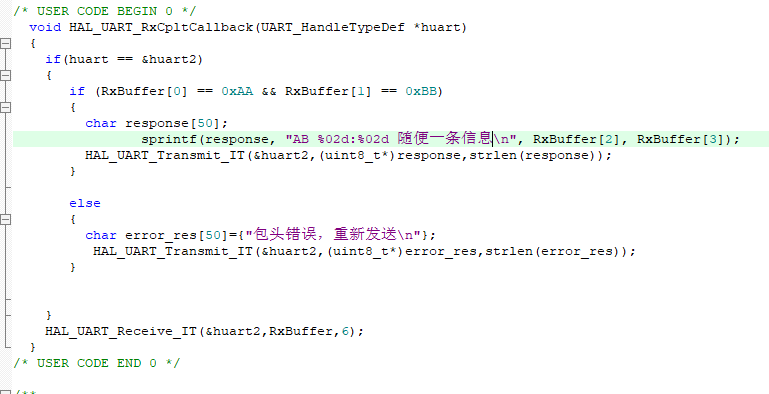 /* USER CODE BEGIN 0 */
void HAL_UART_RxCpltCallback(UART_HandleTypeDef *huart)
{
if(huart == &huart2)
{
if (RxBuffer[0] == 0xAA && RxBuffer[1] == 0xBB)
{
char response[50];
sprintf(response, "AB %02d:%02d 随便一条信息\n", RxBuffer[2], RxBuffer[3]);
HAL_UART_Transmit_IT(&huart2,(uint8_t*)response,strlen(response));
}
else
{
char error_res[50]={"包头错误，重新发送\n"};
HAL_UART_Transmit_IT(&huart2,(uint8_t*)error_res,strlen(error_res));
}
}
HAL_UART_Receive_IT(&huart2,RxBuffer,6);
}
/* USER CODE END 0 */
/**